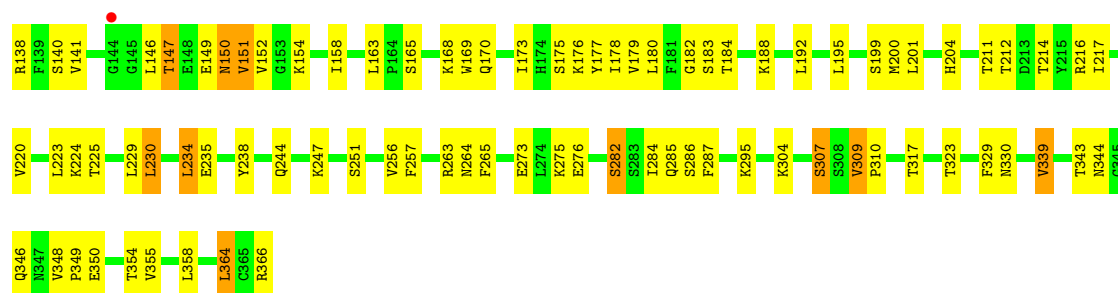 R138 F139 S140 V141 G144 G145 L146 T147 E148 E149 N150 V151 V152 G153 K154 I158 L163 P164 S165 K168 W169 Q170 I173 H174 S175 K176 Y177 I178 V179 L180 F181 G182 S183 T184 K188 L192 L195 S199 M200 L201 H204 T211 T212 D213 T214 Y215 R216 I217
V220 L223 K224 T225 L229 L230 L234 E235 Y238 Q244 K247 S251 V256 F257 R263 N264 F265 E273 L274 K275 E276 S282 S283 I284 Q285 S286 F287 K295 K304 S307 S308 V309 P310 T317 T323 F329 N330 V339 T343 N344 G345
Q346 N347 V348 P349 E350 T354 V355 L358 L364 C365 R366